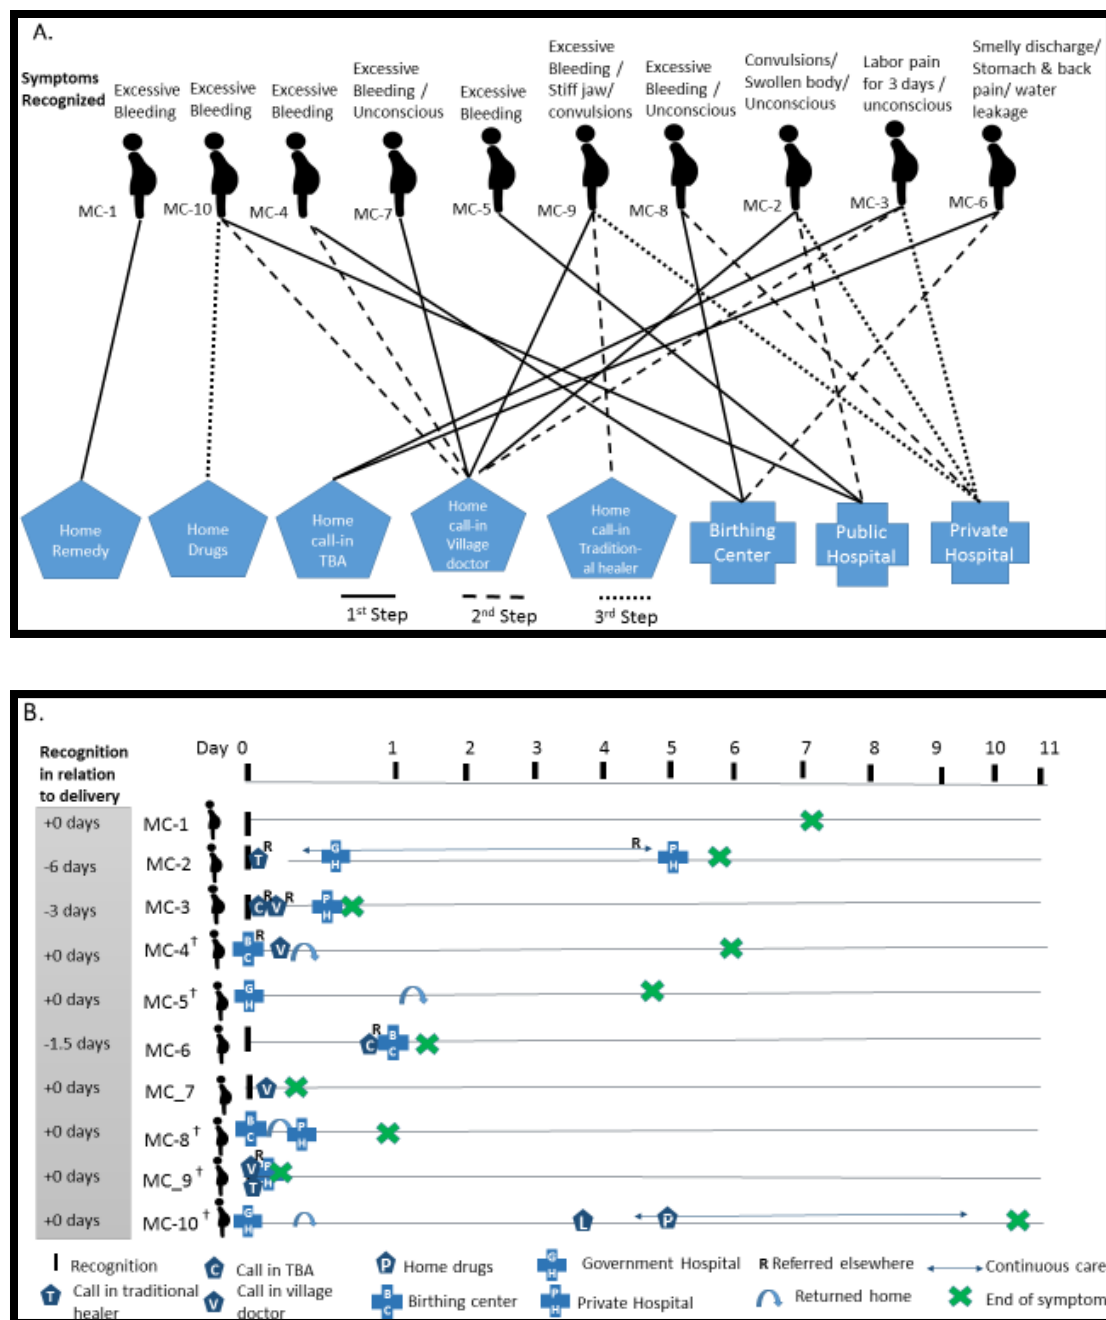 A.
Symptoms
Recognized
Excessive
Bleeding
Excessive
Bleeding
Excessive
Bleeding
Excessive
Bleeding /
Unconscious
Excessive
Bleeding
Excessive
Bleeding /
Stiff jaw/
convulsions
Excessive
Bleeding /
Unconscious
Convulsions/
Swollen body/
Unconscious
Labor pain
for 3 days /
unconscious
Smelly discharge/
Stomach & back
pain/ water
leakage
MC-1
MC-10
MC-4
MC-7
MC-5
MC-9
MC-8
MC-2
MC-3
MC-6
Home
Remedy
Home
Drugs
Home
call-in
TBA
Home
call-in
Village
doctor
Home
call-in
Tradition-
al healer
Birthing
Center
Public
Hospital
Private
Hospital
1st Step
2nd Step
3rd Step
B.
Recognition
in relation
to delivery
Day 0 1 2 3 4 5 6 7 8 9 10 11
+0 days MC-1
-6 days MC-2 T R G H R P H
-3 days MC-3 C R V R P H
+0 days MC-4† B C R V
+0 days MC-5† G H
-1.5 days MC-6 C R B C
+0 days MC_7 V
+0 days MC-8† B C P H
+0 days MC_9† V T R P H
+0 days MC-10† G H L P
Recognition
C Call in TBA
P Home drugs
G H Government Hospital
R Referred elsewhere
Continuous care
T Call in traditional
healer
V Call in village
doctor
B C Birthing center
P H Private Hospital
Returned home
End of symptom